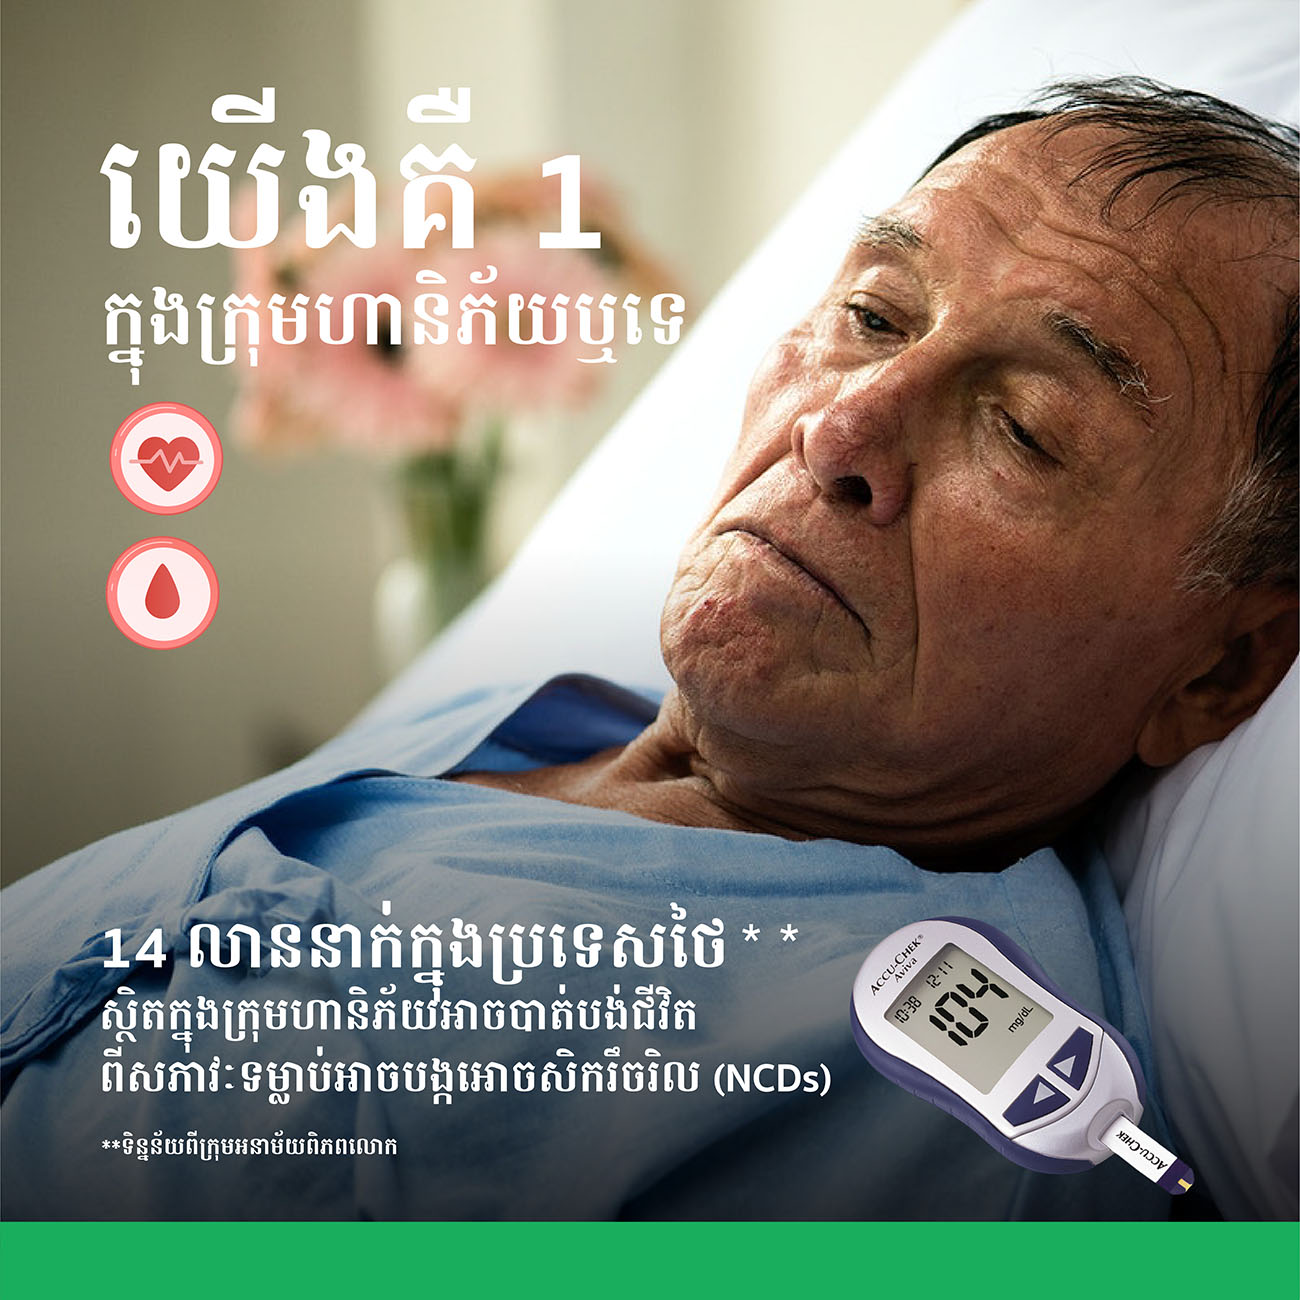 យើងគឺ 1
ក្នុងក្រុមហានិភ័យឬទេ
14 លាននាក់ក្នុងប្រទេសថៃ * *
ស្ថិតក្នុងក្រុមហានិភ័យអាចបាត់បង់ជីវិត
ពីសភាវៈទម្លាប់អាចបង្កអោចសិករឹចរិល (NCDs)
**ទិន្នន័យពីក្រុមអនាម័យពិភពលោក
ACCU-CHEK®
Aviva
10:38 12-11
104
mg/dL
ACCU-CHEK